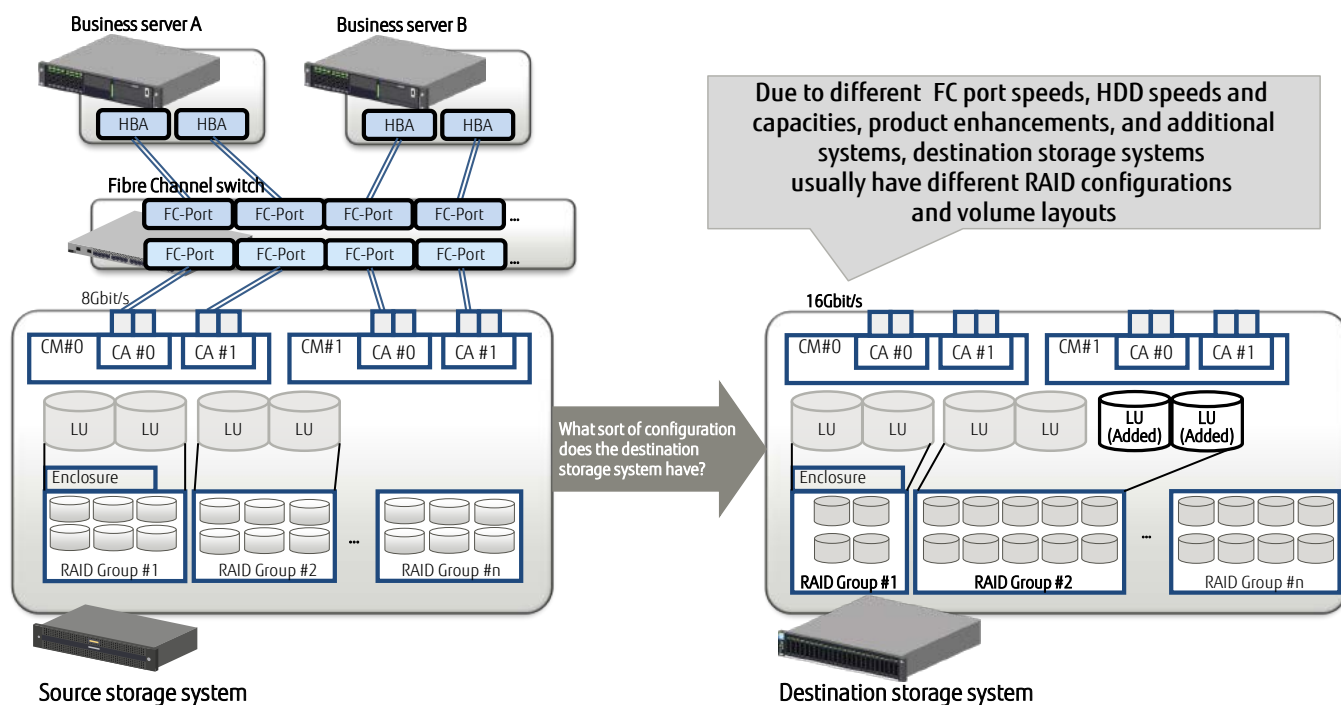 Business server A
Business server B
HBA
HBA
HBA
HBA
Due to different FC port speeds, HDD speeds and
capacities, product enhancements, and additional
systems, destination storage systems
usually have different RAID configurations
and volume layouts
Fibre Channel switch
FC-Port
FC-Port
FC-Port
FC-Port
...
FC-Port
FC-Port
FC-Port
FC-Port
...
8Gbit/s
CM#0
CA #0
CA #1
CM#1
CA #0
CA #1
LU
LU
LU
LU
Enclosure
RAID Group #1
RAID Group #2
...
RAID Group #n
Source storage system
What sort of configuration
does the destination
storage system have?
16Gbit/s
CM#0
CA #0
CA #1
CM#1
CA #0
CA #1
LU
LU
LU
LU
LU
(Added)
LU
(Added)
Enclosure
RAID Group #1
RAID Group #2
...
RAID Group #n
Destination storage system